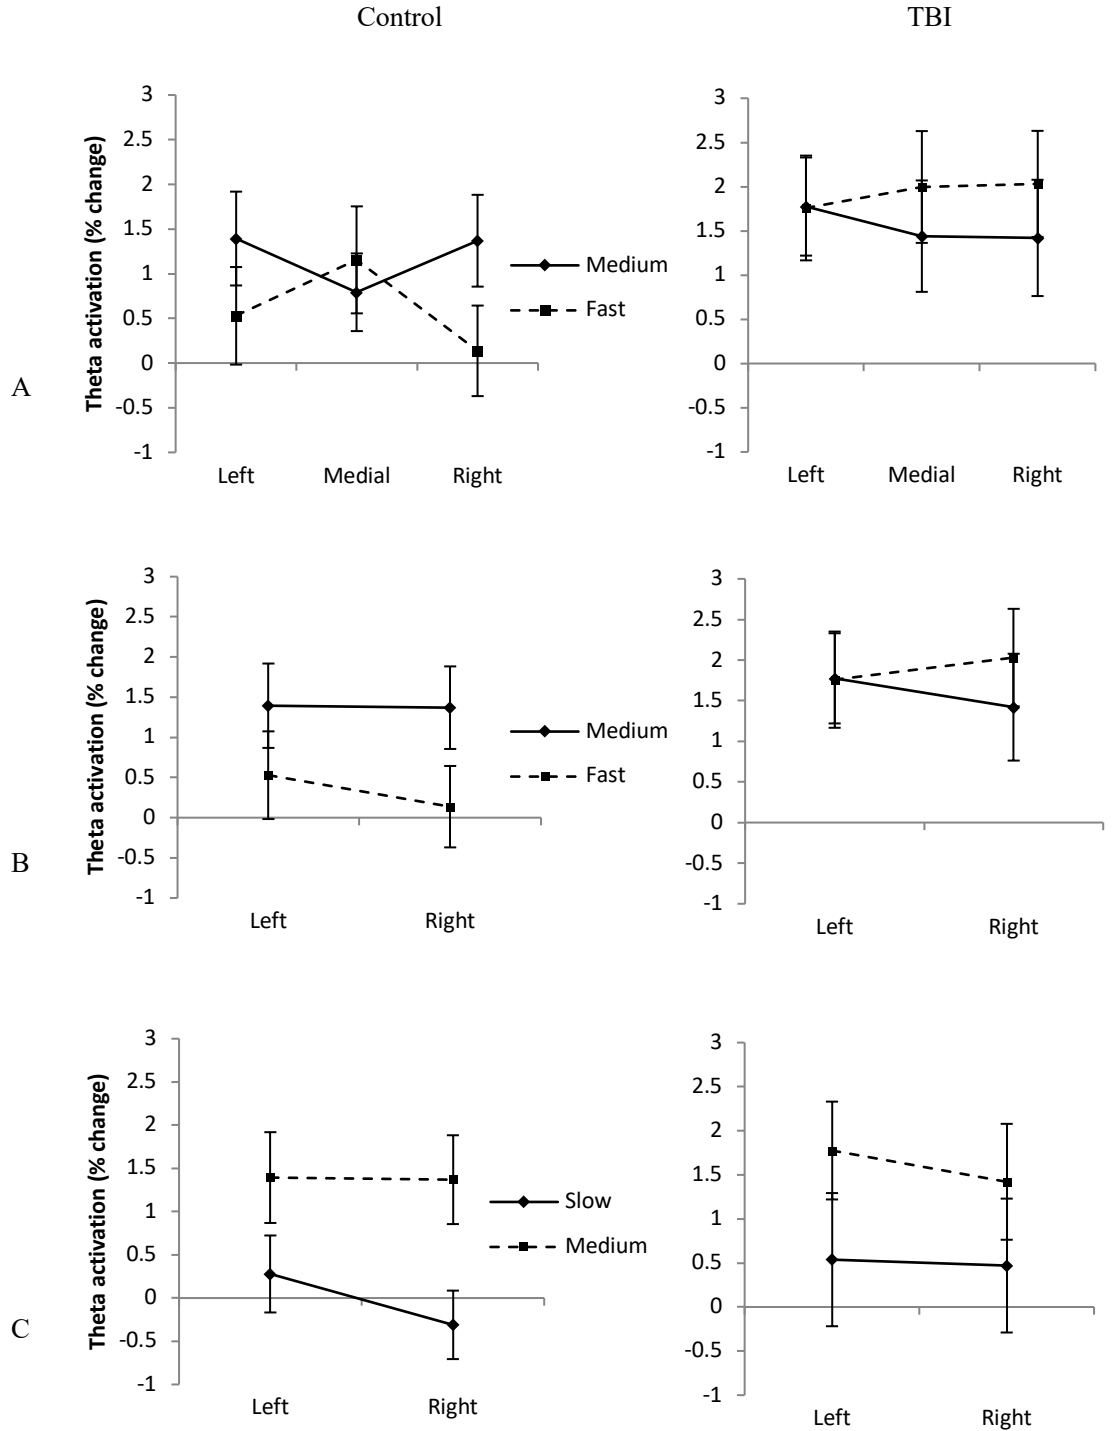 Control TBI
3 3
2.5 2.5
2 2
1.5 1.5
1 Medium 1
0.5 Fast 0.5
0 0
A
-0.5 -0.5
-1 -1
Theta activation (% change)
Left Medial Right Left Medial Right
3 3
2.5 2.5
2 2
1.5 1.5
1 Medium 1
0.5 Fast 0.5
0 0
B
-0.5 -0.5
-1 -1
Theta activation (% change)
Left Right Left Right
3 3
2.5 2.5
2 2
1.5 1.5
1 Slow 1
0.5 Medium 0.5
0 0
C
-0.5 -0.5
-1 -1
Theta activation (% change)
Left Right Left Right